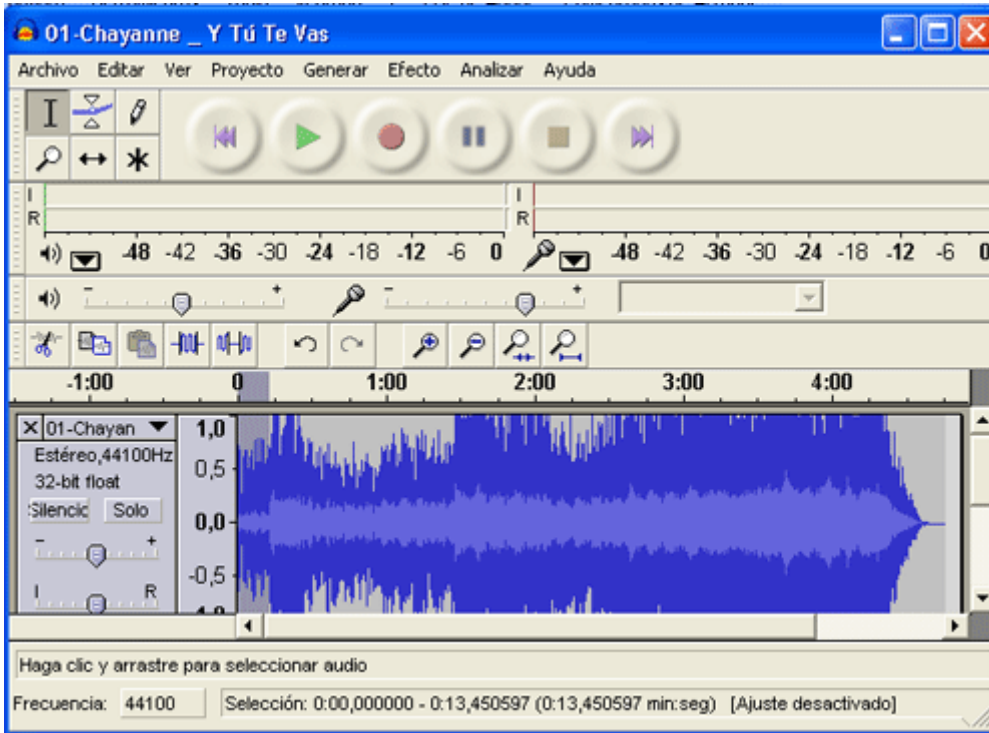 01-Chayanne _ Y Tú Te Vas
Archivo Editar Ver Proyecto Generar Efecto Analizar Ayuda
I I
R R
-48 -42 -36 -30 -24 -18 -12 -6 0 -48 -42 -36 -30 -24 -18 -12 -6 0
- + - +
-1:00 0 1:00 2:00 3:00 4:00
X 01-Chayan 1,0
Estéreo,44100Hz
32-bit float 0,5
Silencio Solo
0,0
- +
-0,5
I R
-1,0
Haga clic y arrastre para seleccionar audio
Frecuencia: 44100 Selección: 0:00,000000 - 0:13,450597 (0:13,450597 min:seg) [Ajuste desactivado]